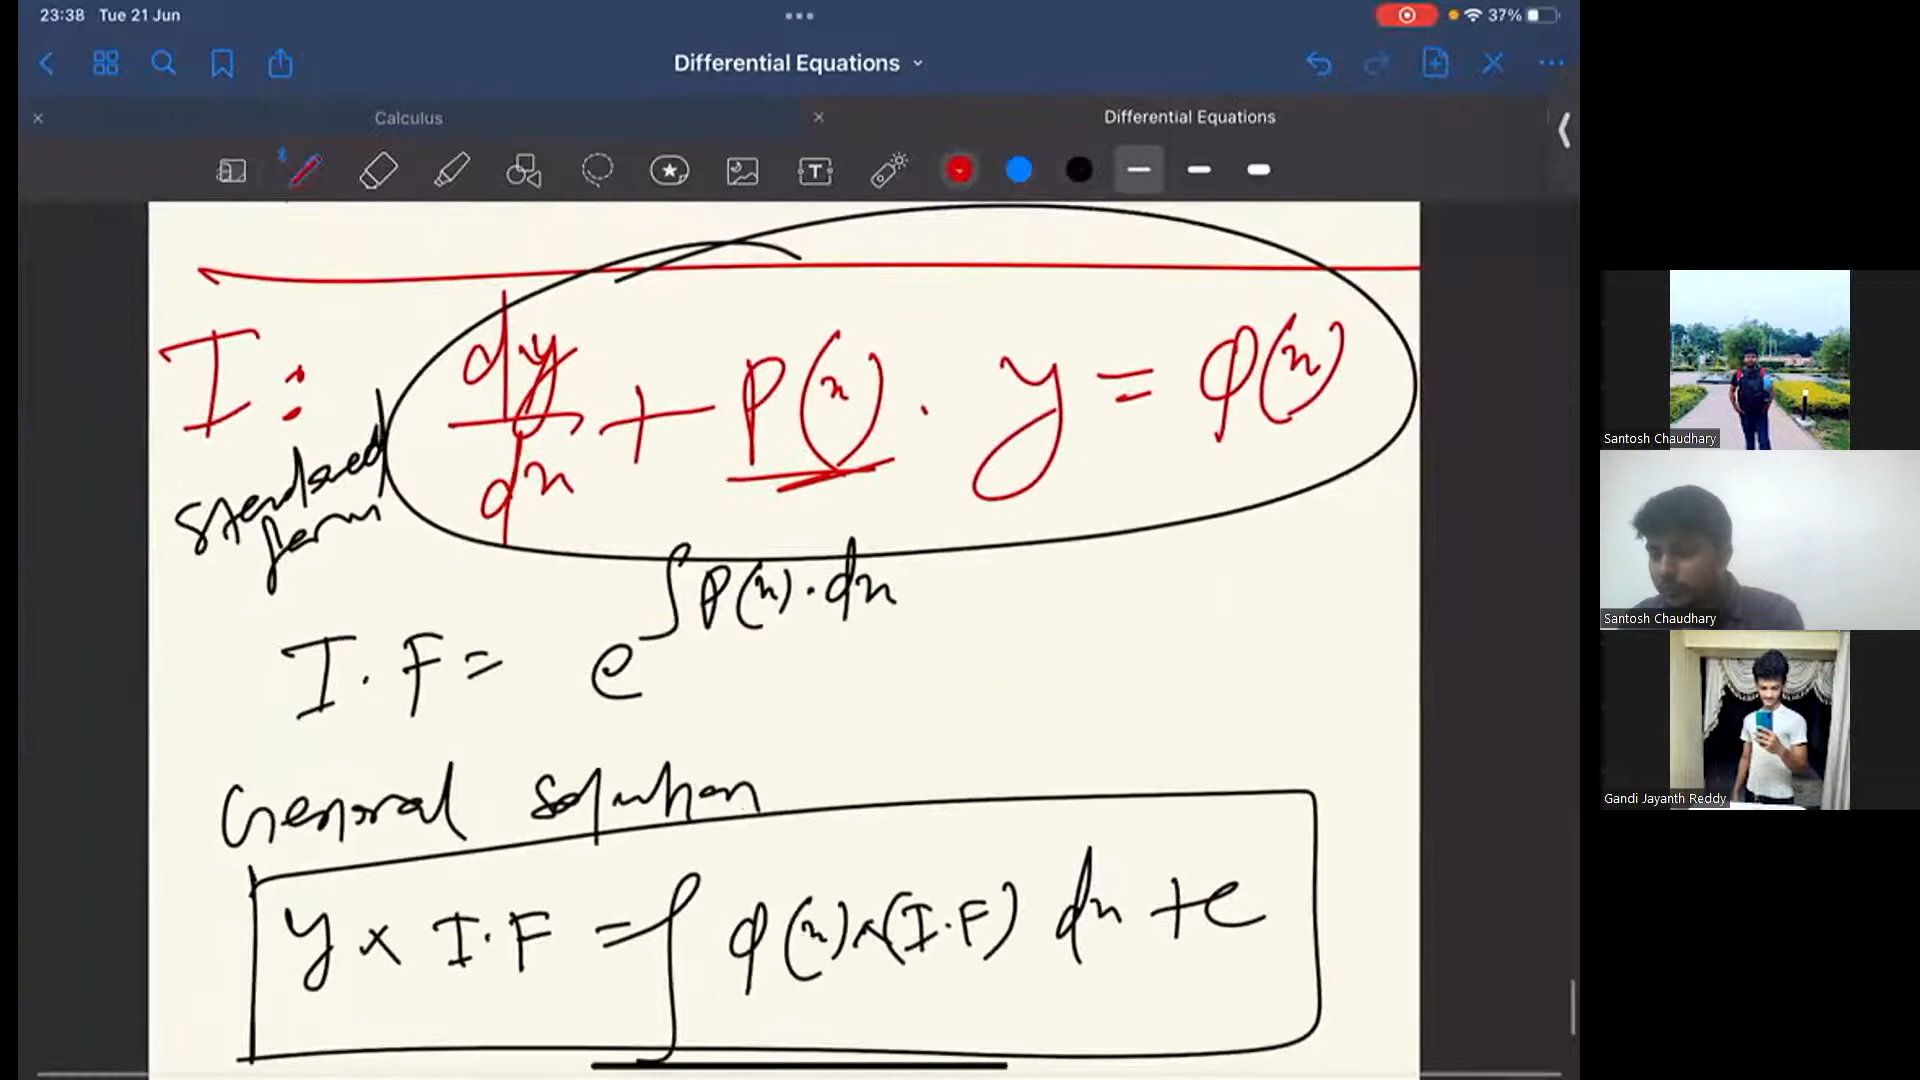 23:38 Tue 21 Jun
37%
Differential Equations
Calculus
Differential Equations
T
I :
standard form
dy/dx + P(x) . y = Q(x)
I.F = e^∫P(x).dx
General solution
y x I.F = ∫ Q(x) x (I.F) dx + c
Santosh Chaudhary
Santosh Chaudhary
Gandi Jayanth Reddy